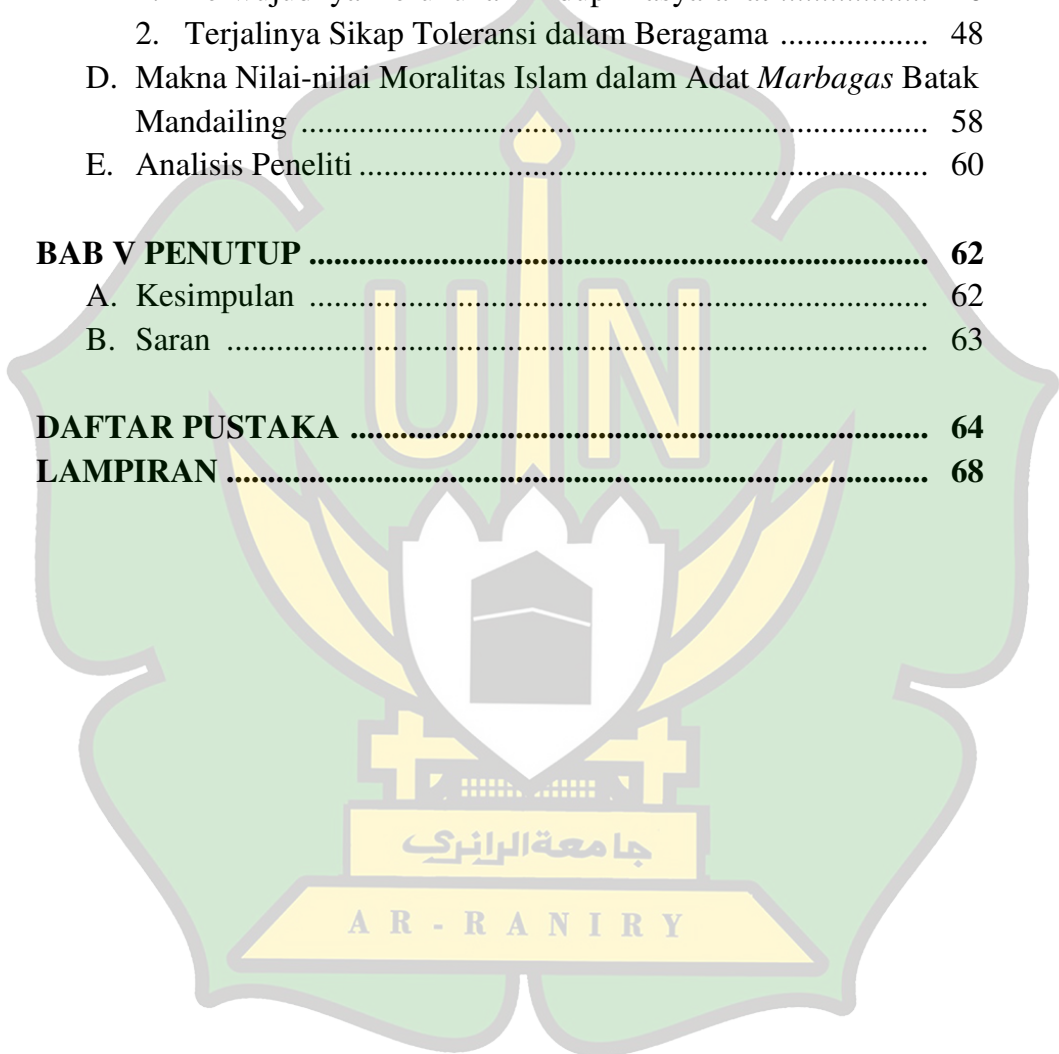 2. Terjalinya Sikap Toleransi dalam Beragama .................. 48
D. Makna Nilai-nilai Moralitas Islam dalam Adat Marbagas Batak
Mandailing .......................................................................... 58
E. Analisis Peneliti .................................................................... 60
BAB V PENUTUP .......................................................................... 62
A. Kesimpulan .......................................................................... 62
B. Saran ................................................................................... 63
DAFTAR PUSTAKA ..................................................................... 64
LAMPIRAN ................................................................................... 68
UIN
جامعةالرانري
AR-RANIRY